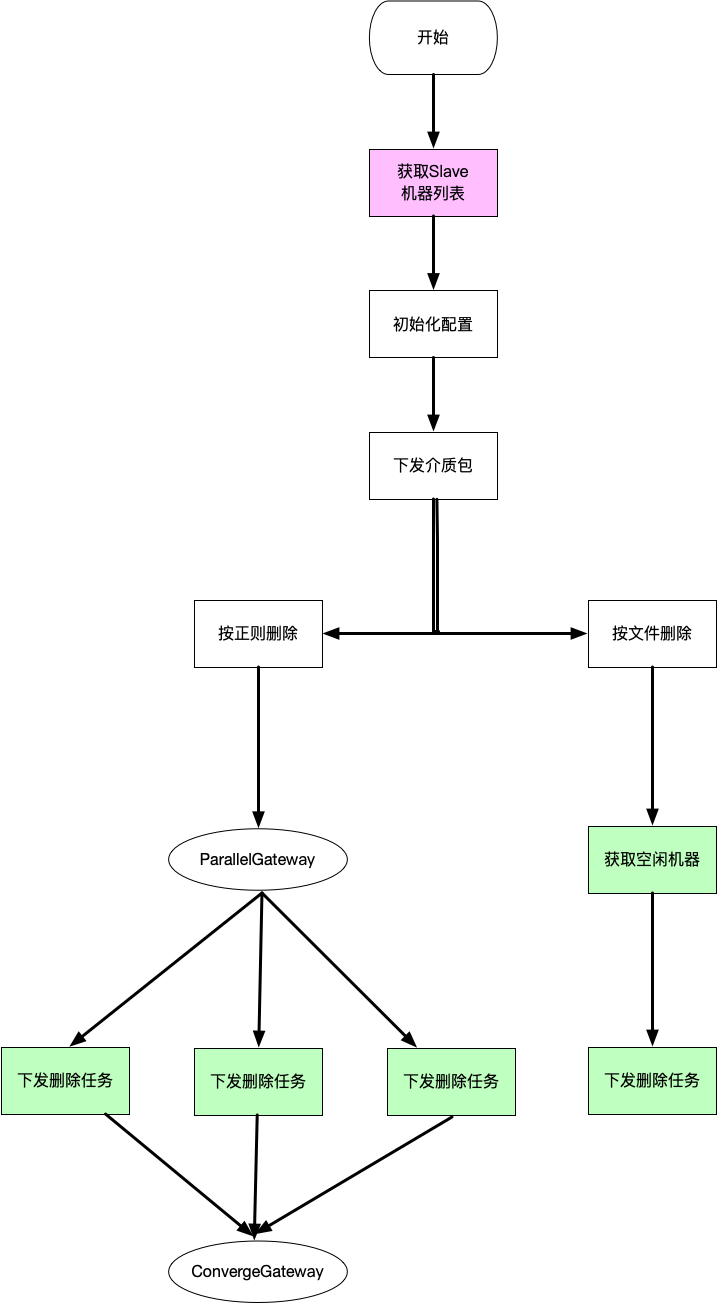 开始
获取Slave
机器列表
初始化配置
下发介质包
按正则删除
按文件删除
ParallelGateway
获取空闲机器
下发删除任务
下发删除任务
下发删除任务
下发删除任务
ConvergeGateway